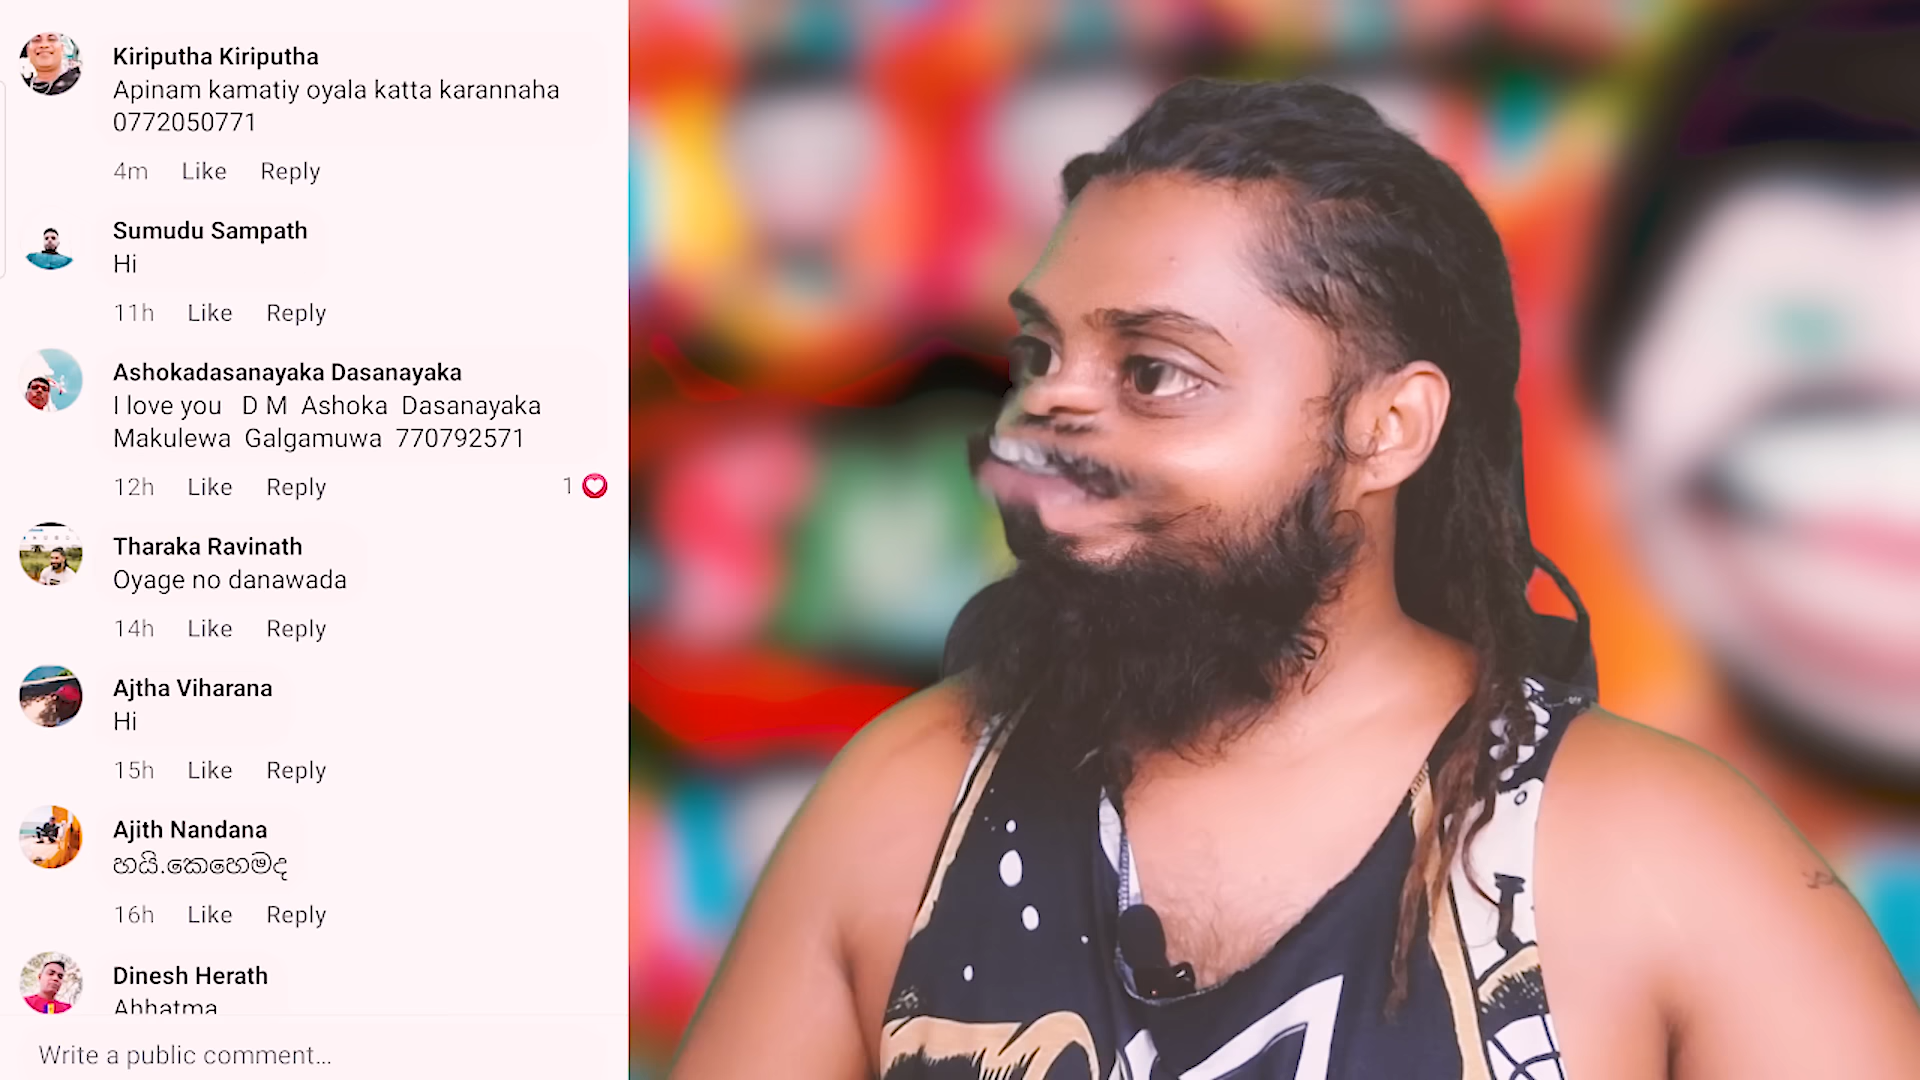 Kiriputha Kiriputha
Apinam kamatiy oyala katta karannaha
0772050771
4m Like Reply
Sumudu Sampath
Hi
11h Like Reply
Ashokadasanayaka Dasanayaka
I love you D M Ashoka Dasanayaka
Makulewa Galgamuwa 770792571
12h Like Reply 1
Tharaka Ravinath
Oyage no danawada
14h Like Reply
Ajtha Viharana
Hi
15h Like Reply
Ajith Nandana
හයි.කෙහෙමද
16h Like Reply
Dinesh Herath
Ahhatma
Write a public comment...